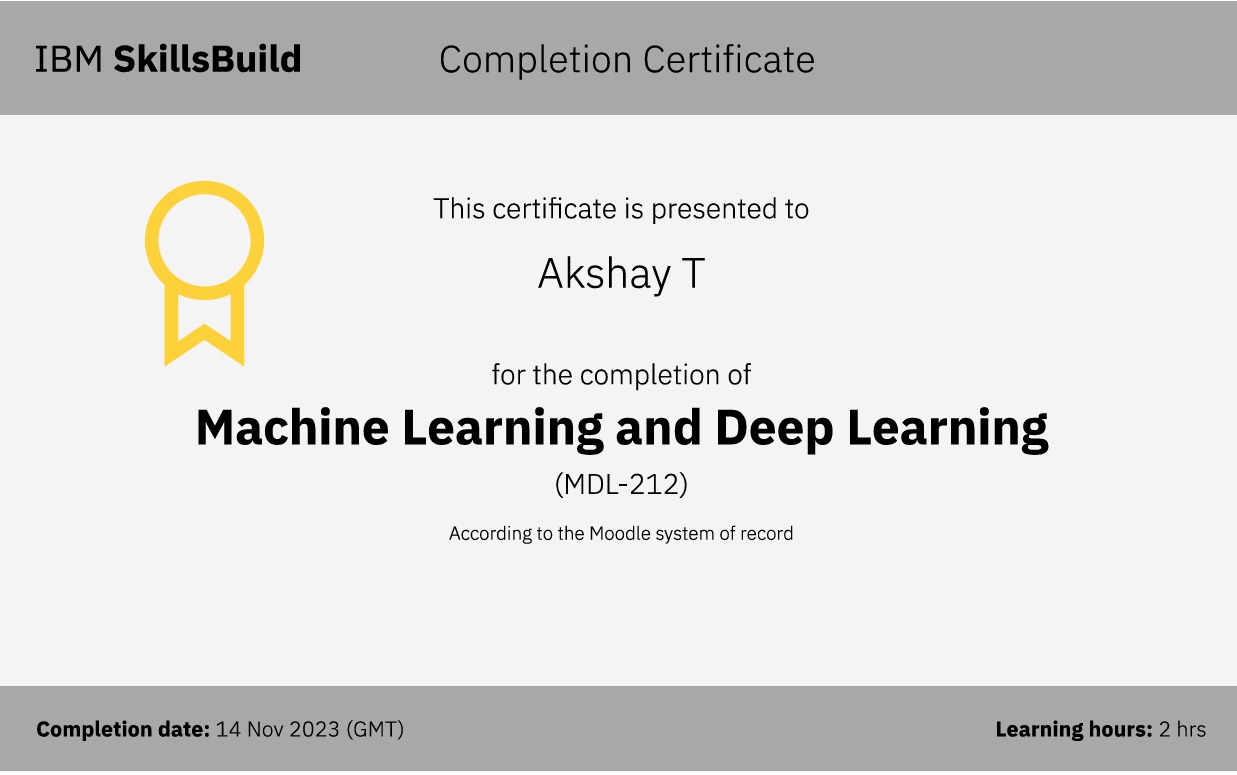 IBM SkillsBuild
Completion Certificate
This certificate is presented to
Akshay T
for the completion of
Machine Learning and Deep Learning
(MDL-212)
According to the Moodle system of record
Completion date: 14 Nov 2023 (GMT)
Learning hours: 2 hrs